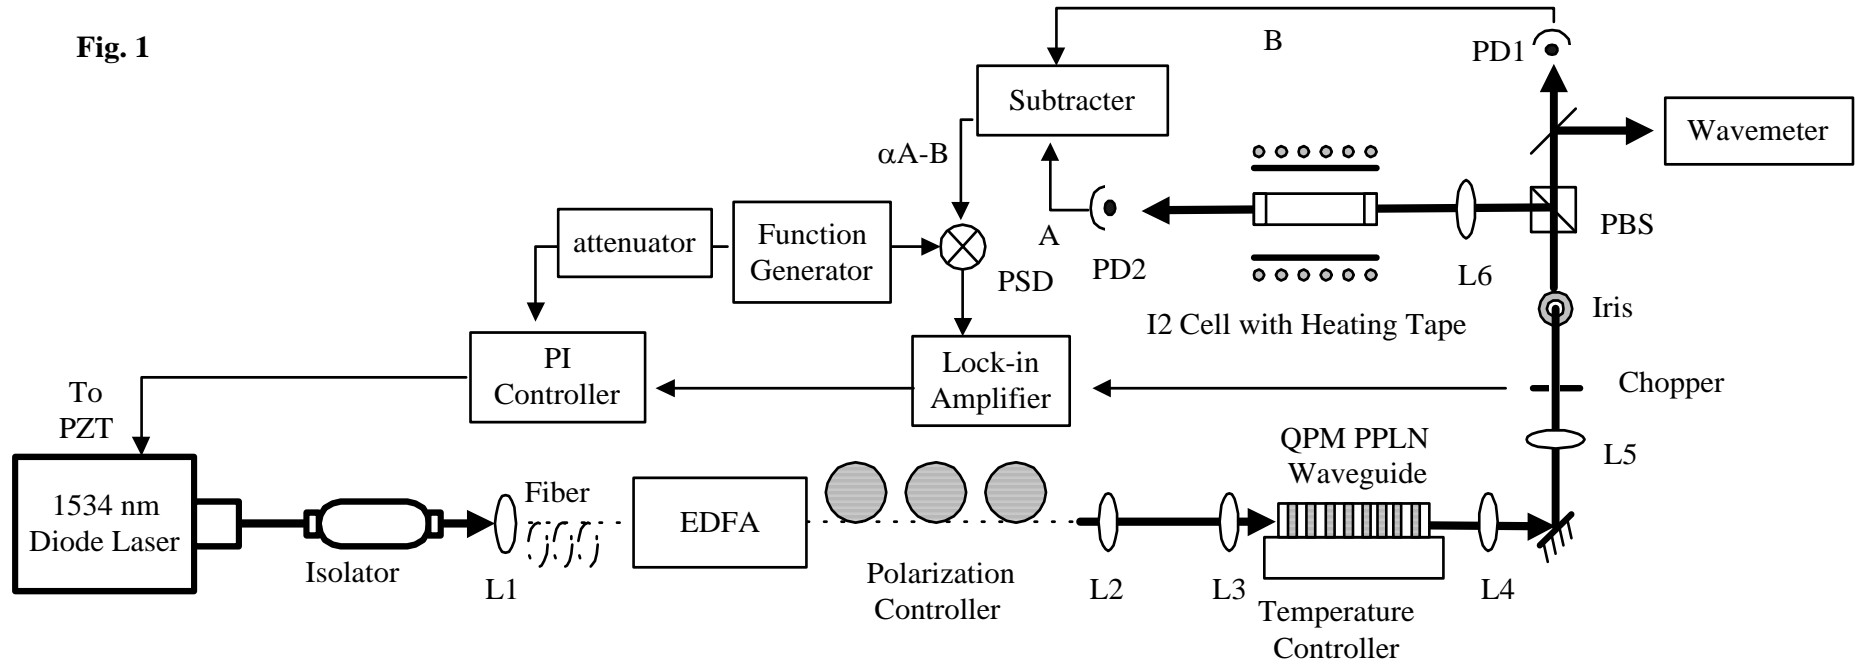 Fig. 1
B
PD1
Subtracter
Wavemeter
αA-B
PBS
attenuator
Function
Generator
A
PD2
L6
PSD
Iris
I2 Cell with Heating Tape
PI
Controller
Lock-in
Amplifier
Chopper
To
PZT
QPM PPLN
Waveguide
L5
1534 nm
Diode Laser
Fiber
EDFA
Isolator
L1
Polarization
Controller
L2
L3
L4
Temperature
Controller